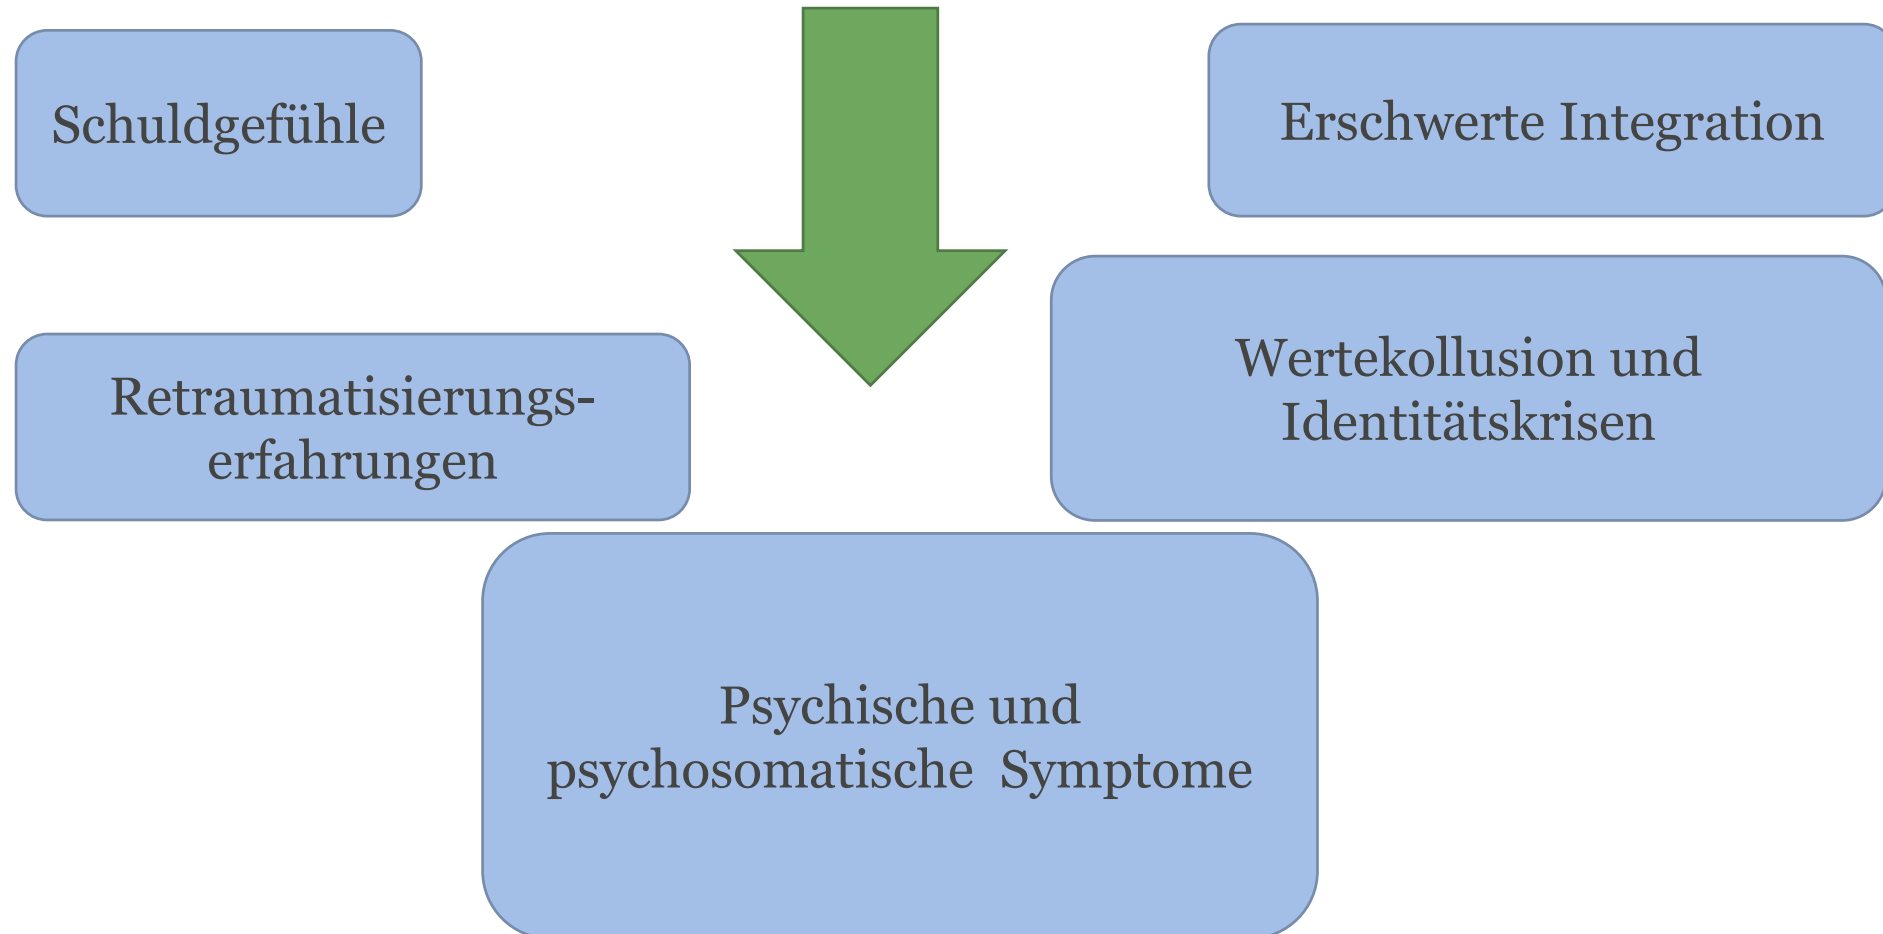 Schuldgefühle
Erschwerte Integration
Retraumatisierungs-
erfahrungen
Wertekollusion und
Identitätskrisen
Psychische und
psychosomatische  Symptome